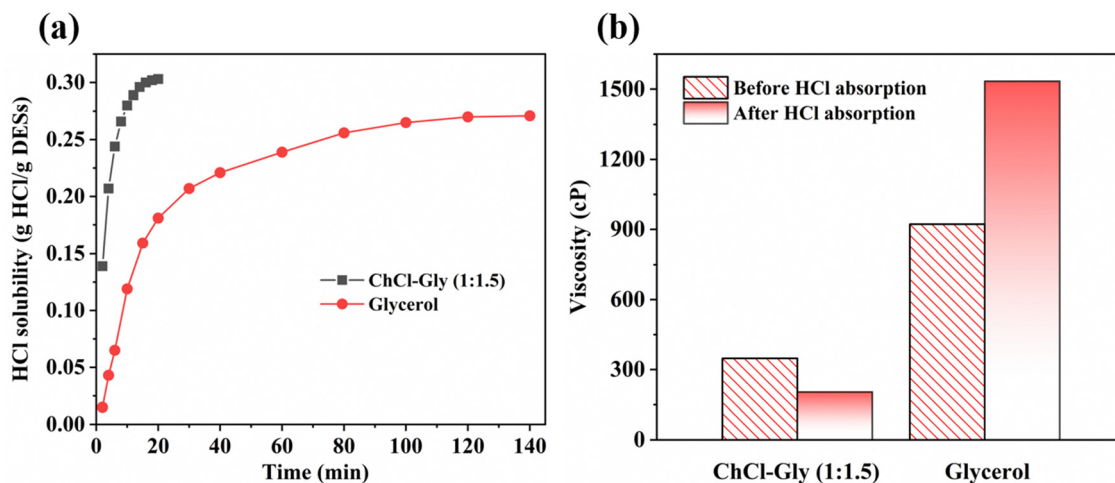 (a)
HCl solubility (g HCl/g DESs)
0.30
0.25
0.20
0.15
0.10
0.05
0.00
0 20 40 60 80 100 120 140
Time (min)
ChCl-Gly (1:1.5)
Glycerol
(b)
Viscosity (cP)
1500
1200
900
600
300
0
Before HCl absorption
After HCl absorption
ChCl-Gly (1:1.5) Glycerol